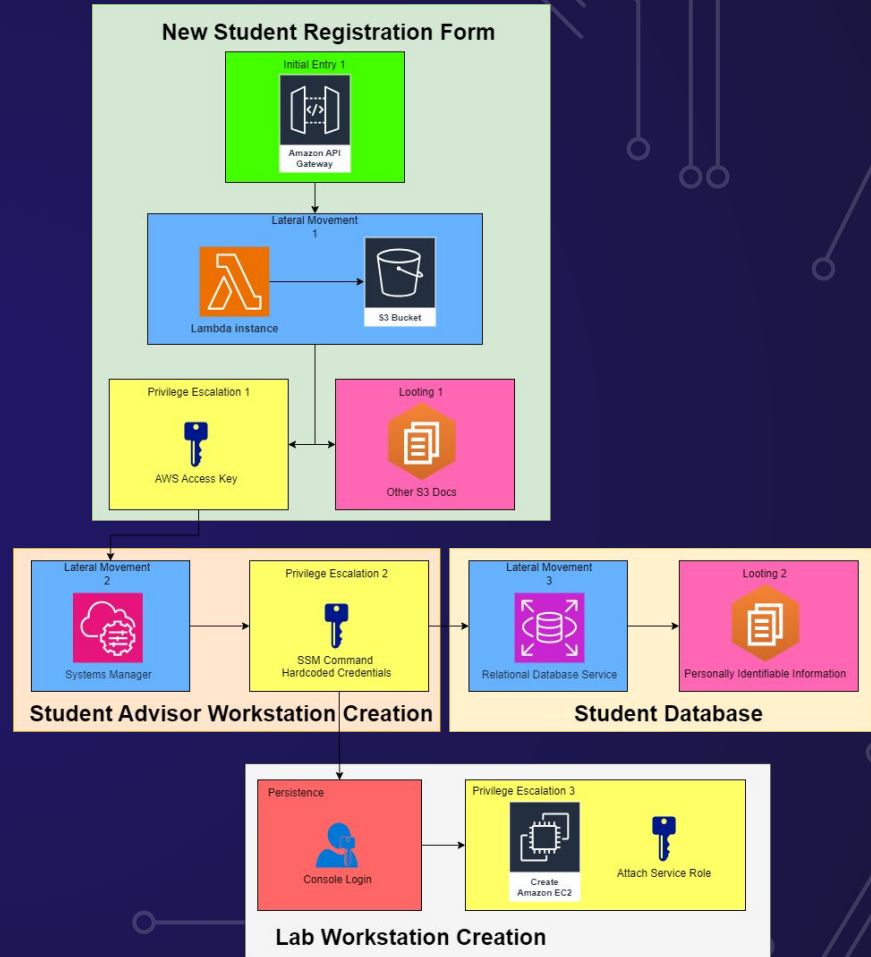 New Student Registration Form
Initial Entry 1
</>
Amazon API
Gateway
Lateral Movement
1
Lambda instance
S3 Bucket
Privilege Escalation 1
AWS Access Key
Looting 1
Other S3 Docs
Lateral Movement
2
Systems Manager
Privilege Escalation 2
SSM Command
Hardcoded Credentials
Student Advisor Workstation Creation
Lateral Movement
3
Relational Database Service
Looting 2
Personally Identifiable Information
Student Database
Persistence
Console Login
Privilege Escalation 3
Create
Amazon EC2
Attach Service Role
Lab Workstation Creation